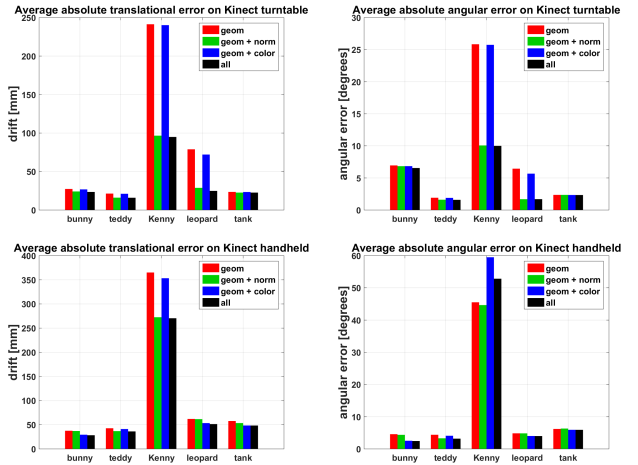 Average absolute translational error on Kinect turntable
drift [mm]
250
200
150
100
50
0
geom
geom + norm
geom + color
all
bunny teddy Kenny leopard tank
Average absolute angular error on Kinect turntable
angular error [degrees]
30
25
20
15
10
5
0
geom
geom + norm
geom + color
all
bunny teddy Kenny leopard tank
Average absolute translational error on Kinect handheld
drift [mm]
400
350
300
250
200
150
100
50
0
geom
geom + norm
geom + color
all
bunny teddy Kenny leopard tank
Average absolute angular error on Kinect handheld
angular error [degrees]
60
50
40
30
20
10
0
geom
geom + norm
geom + color
all
bunny teddy Kenny leopard tank